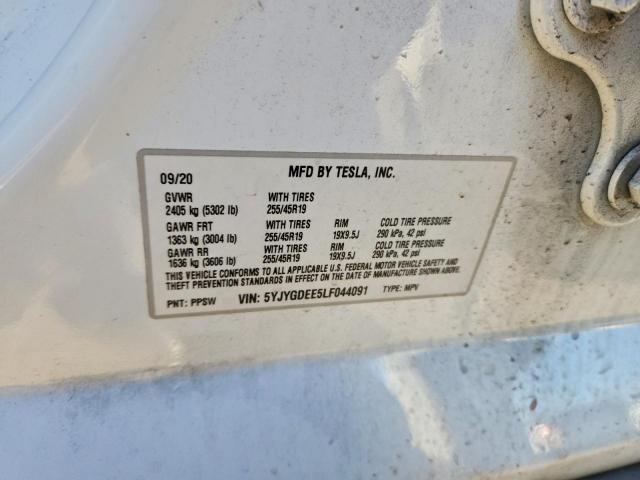 09/20 MFD BY TESLA, INC.
GVWR WITH TIRES
2405 kg (5302 lb) 255/45R19
GAWR FRT WITH TIRES RIM COLD TIRE PRESSURE
1363 kg (3004 lb) 255/45R19 19X9.5J 290 kPa, 42 psi
GAWR RR WITH TIRES RIM COLD TIRE PRESSURE
1636 kg (3606 lb) 255/45R19 19X9.5J 290 kPa, 42 psi
THIS VEHICLE CONFORMS TO ALL APPLICABLE U.S. FEDERAL MOTOR VEHICLE SAFETY AND
THEFT PREVENTION STANDARDS IN EFFECT ON THE DATE OF MANUFACTURE SHOWN ABOVE.
PNT: PPSW VIN: 5YJYGDEE5LF044091 TYPE: MPV